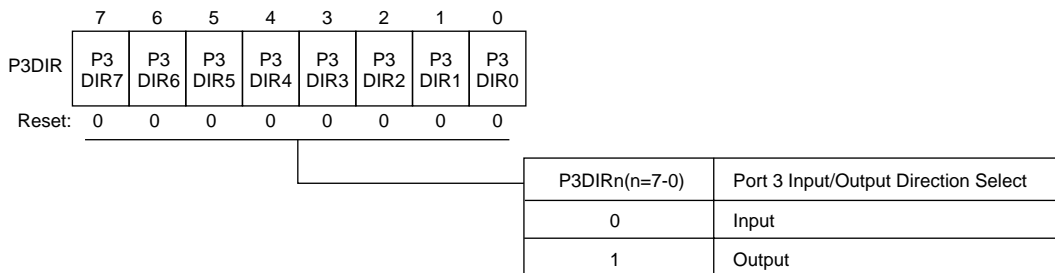 7 6 5 4 3 2 1 0
P3DIR P3 P3 P3 P3 P3 P3 P3 P3
DIR7 DIR6 DIR5 DIR4 DIR3 DIR2 DIR1 DIR0
Reset: 0 0 0 0 0 0 0 0
P3DIRn(n=7-0) Port 3 Input/Output Direction Select
0 Input
1 Output